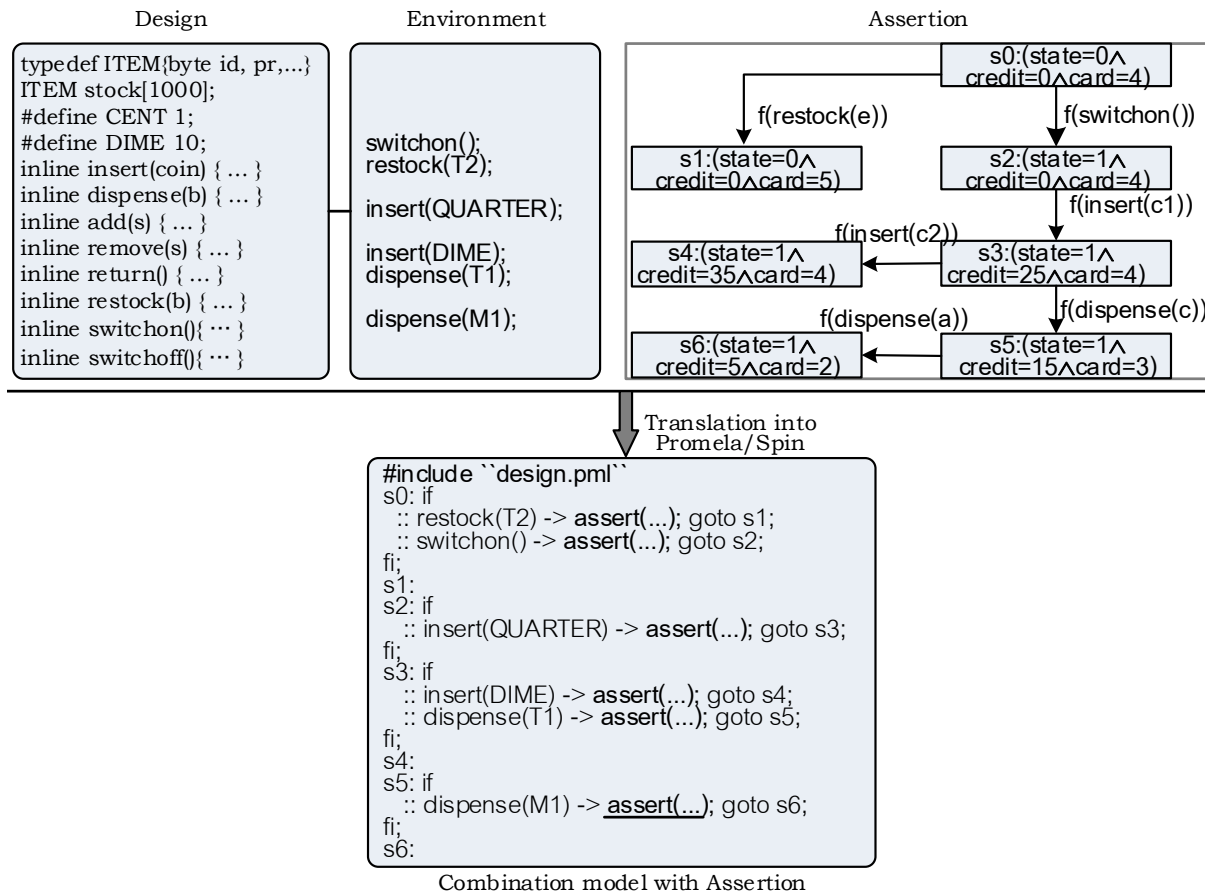 Design
Environment
Assertion
typedef ITEM{byte id, pr,...}
ITEM stock[1000];
#define CENT 1;
#define DIME 10;
inline insert(coin) { ... }
inline dispense(b) { ... }
inline add(s) { ... }
inline remove(s) { ... }
inline return() { ... }
inline restock(b) { ... }
inline switchon(){ ⋯ }
inline switchoff(){ ⋯ }
switchon();
restock(T2);
insert(QUARTER);
insert(DIME);
dispense(T1);
dispense(M1);
s0:(state=0∧
credit=0∧card=4)
f(restock(e))
f(switchon())
s1:(state=0∧
credit=0∧card=5)
s2:(state=1∧
credit=0∧card=4)
f(insert(c1))
f(insert(c2))
s4:(state=1∧
credit=35∧card=4)
s3:(state=1∧
credit=25∧card=4)
f(dispense(a))
f(dispense(c))
s6:(state=1∧
credit=5∧card=2)
s5:(state=1∧
credit=15∧card=3)
Translation into
Promela/Spin
#include ``design.pml``
s0: if
:: restock(T2) -> assert(...); goto s1;
:: switchon() -> assert(...); goto s2;
fi;
s1:
s2: if
:: insert(QUARTER) -> assert(...); goto s3;
fi;
s3: if
:: insert(DIME) -> assert(...); goto s4;
:: dispense(T1) -> assert(...); goto s5;
fi;
s4:
s5: if
:: dispense(M1) -> assert(...); goto s6;
fi;
s6:
Combination model with Assertion